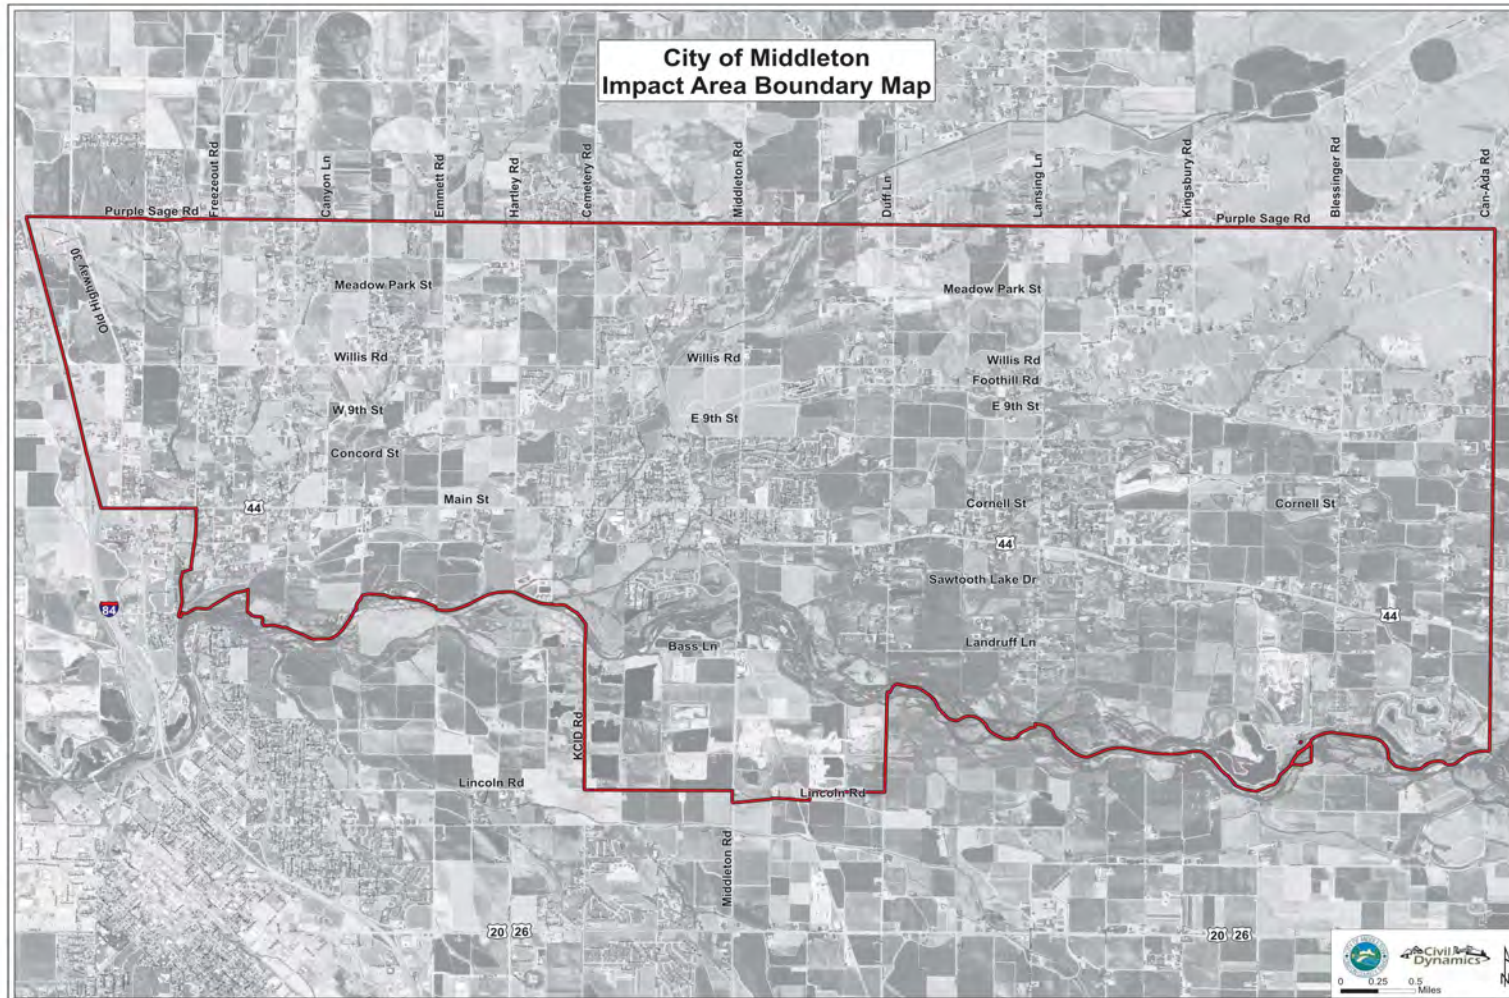 City of Middleton
Impact Area Boundary Map
Freezeout Rd
Canyon Ln
Emmett Rd
Hartley Rd
Cemetery Rd
Middleton Rd
Duff Ln
Lansing Ln
Kingsbury Rd
Blessinger Rd
Can-Ada Rd
Purple Sage Rd
Purple Sage Rd
Old Highway 30
Meadow Park St
Meadow Park St
Willis Rd
Willis Rd
Willis Rd
Foothill Rd
W 9th St
E 9th St
E 9th St
Concord St
Main St
Cornell St
Cornell St
44
44
Sawtooth Lake Dr
84
44
Bass Ln
Landruff Ln
KCID Rd
Lincoln Rd
Lincoln Rd
Middleton Rd
20 26
20 26
Civil
Dynamics
0 0.25 0.5
Miles
N